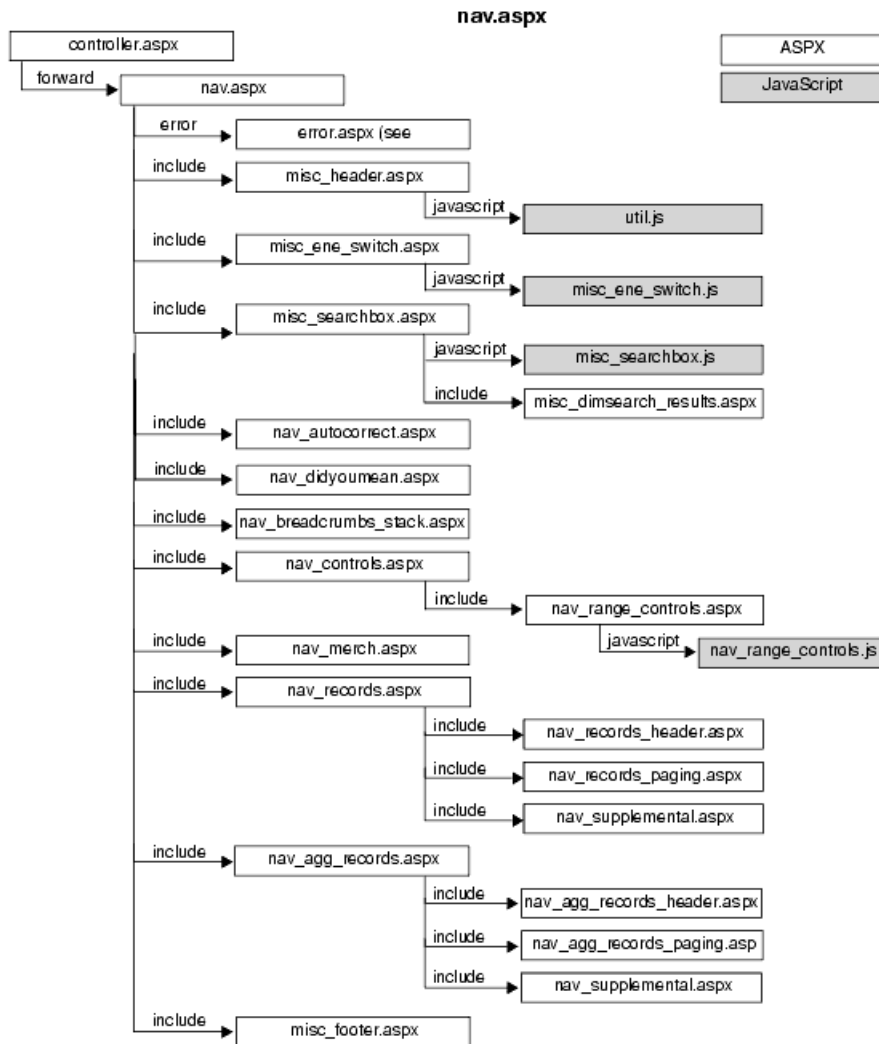 nav.aspx
controller.aspx
ASPX
forward
nav.aspx
JavaScript
error
error.aspx (see
include
misc_header.aspx
javascript
util.js
include
misc_ene_switch.aspx
javascript
misc_ene_switch.js
include
misc_searchbox.aspx
javascript
misc_searchbox.js
include
misc_dimsearch_results.aspx
include
nav_autocorrect.aspx
include
nav_didyoumean.aspx
include
nav_breadcrumbs_stack.aspx
include
nav_controls.aspx
include
nav_range_controls.aspx
javascript
nav_range_controls.js
include
nav_merch.aspx
include
nav_records.aspx
include
nav_records_header.aspx
include
nav_records_paging.aspx
include
nav_supplemental.aspx
include
nav_agg_records.aspx
include
nav_agg_records_header.aspx
include
nav_agg_records_paging.asp
include
nav_supplemental.aspx
include
misc_footer.aspx